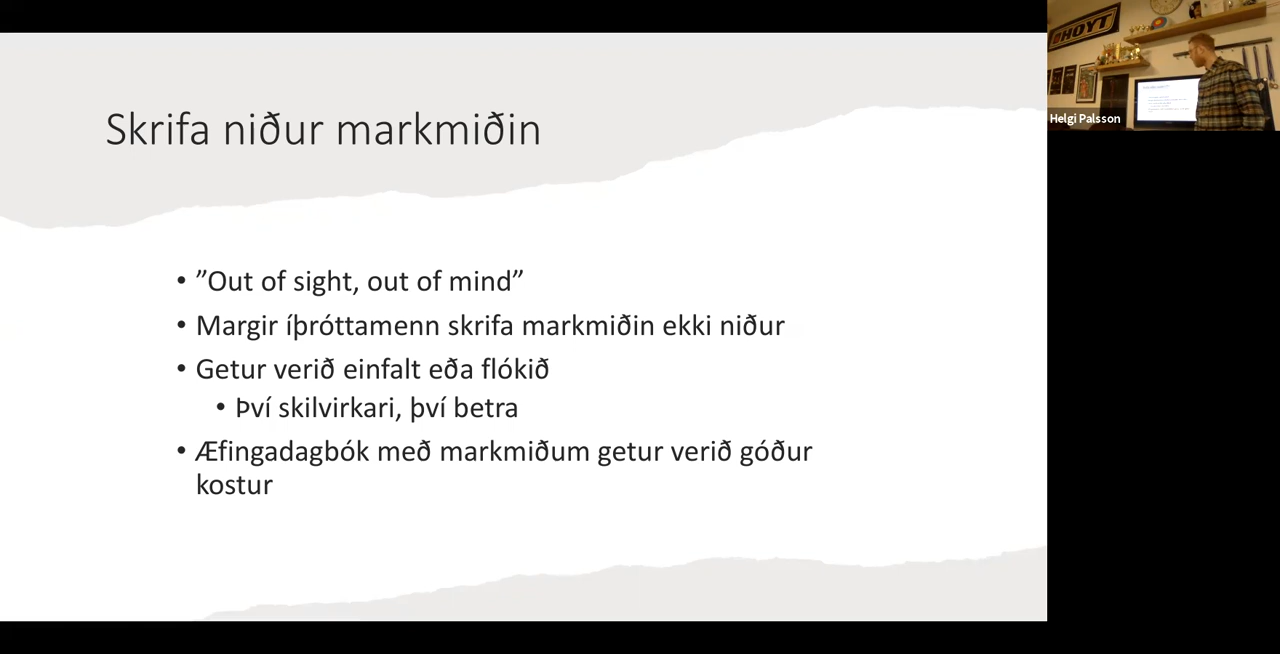 Skrifa niður markmiðin
• ”Out of sight, out of mind”
• Margir íþróttamenn skrifa markmiðin ekki niður
• Getur verið einfalt eða flókið
• Því skilvirkari, því betra
• Æfingadagbók með markmiðum getur verið góður
kostur
HOYT
Helgi Palsson